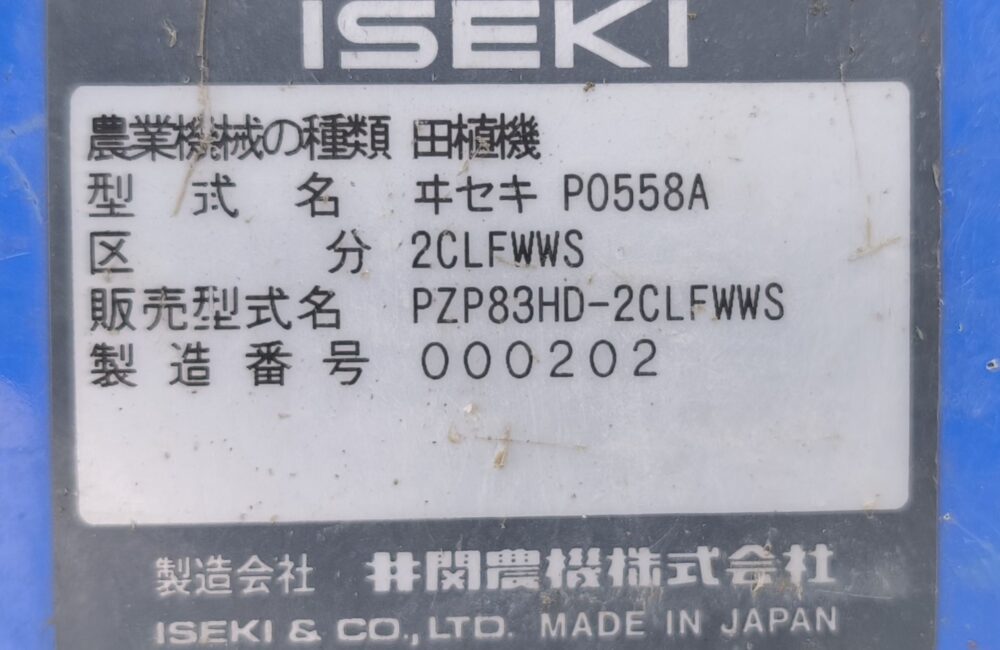 ISEKI
農業機械の種類 田植機
型式名 ヰセキ P0558A
区分 2CLFWWS
販売型式名 PZP83HD-2CLFWWS
製造番号 000202
製造会社 井関農機株式会社
ISEKI & CO., LTD. MADE IN JAPAN